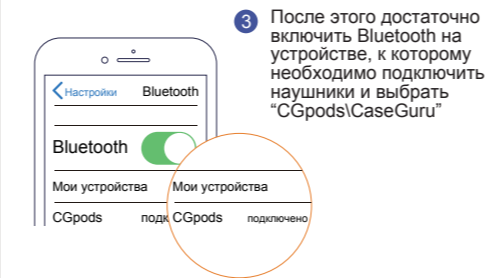 3
После этого достаточно
включить Bluetooth на
устройстве, к которому
необходимо подключить
наушники и выбрать
“CGpods\CaseGuru”
Настройки Bluetooth
Bluetooth
Мои устройства Мои устройства
CGpods подк CGpods подключено